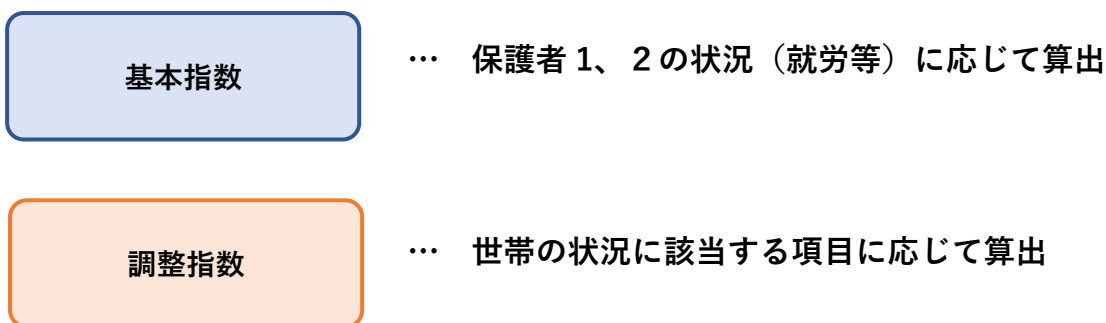 基本指数
… 保護者1、2の状況（就労等）に応じて算出
調整指数
… 世帯の状況に該当する項目に応じて算出